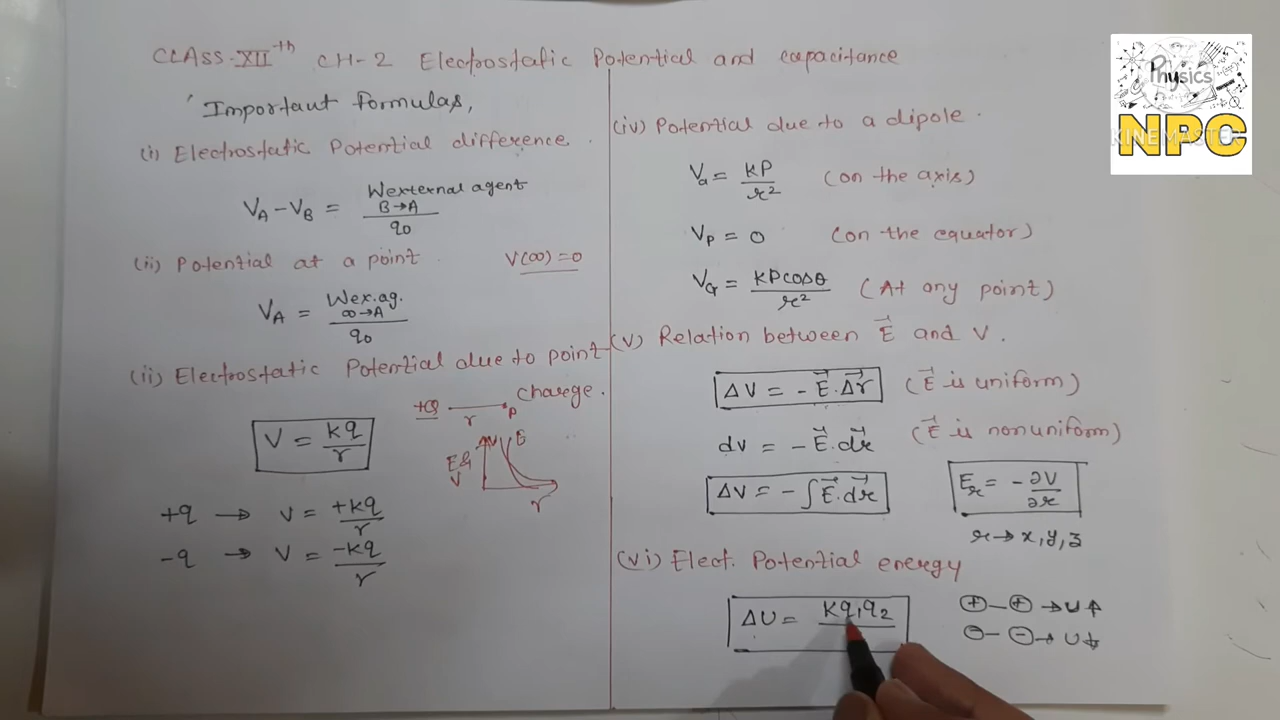 CLASS-XIIth CH-2 Electrostatic Potential and capacitance
Important Formulas,
(i) Electrostatic Potential difference.
VA - VB = Wexternal agent B→A / q0
(ii) Potential at a point V(∞) = 0
VA = Wex.ag. ∞→A / q0
(ii) Electrostatic Potential due to point charge.
+Q r P
V = kq / r
E & V
V E
r
+q → V = +kq / r
-q → V = -kq / r
(iv) Potential due to a dipole.
Va = KP / r² (on the axis)
VP = 0 (on the equator)
VG = KPcosθ / r² (At any point)
(v) Relation between E⃗ and V.
ΔV = -E⃗.Δr⃗ (E⃗ is uniform)
dv = -E⃗.dr⃗ (E⃗ is nonuniform)
ΔV = -∫E⃗.dr⃗
Er = -∂V / ∂r
r → x, y, z
(vi) Elect. Potential energy
ΔU = Kq1q2
+ - + → U↑
Physics
NPC
KINEMASTER